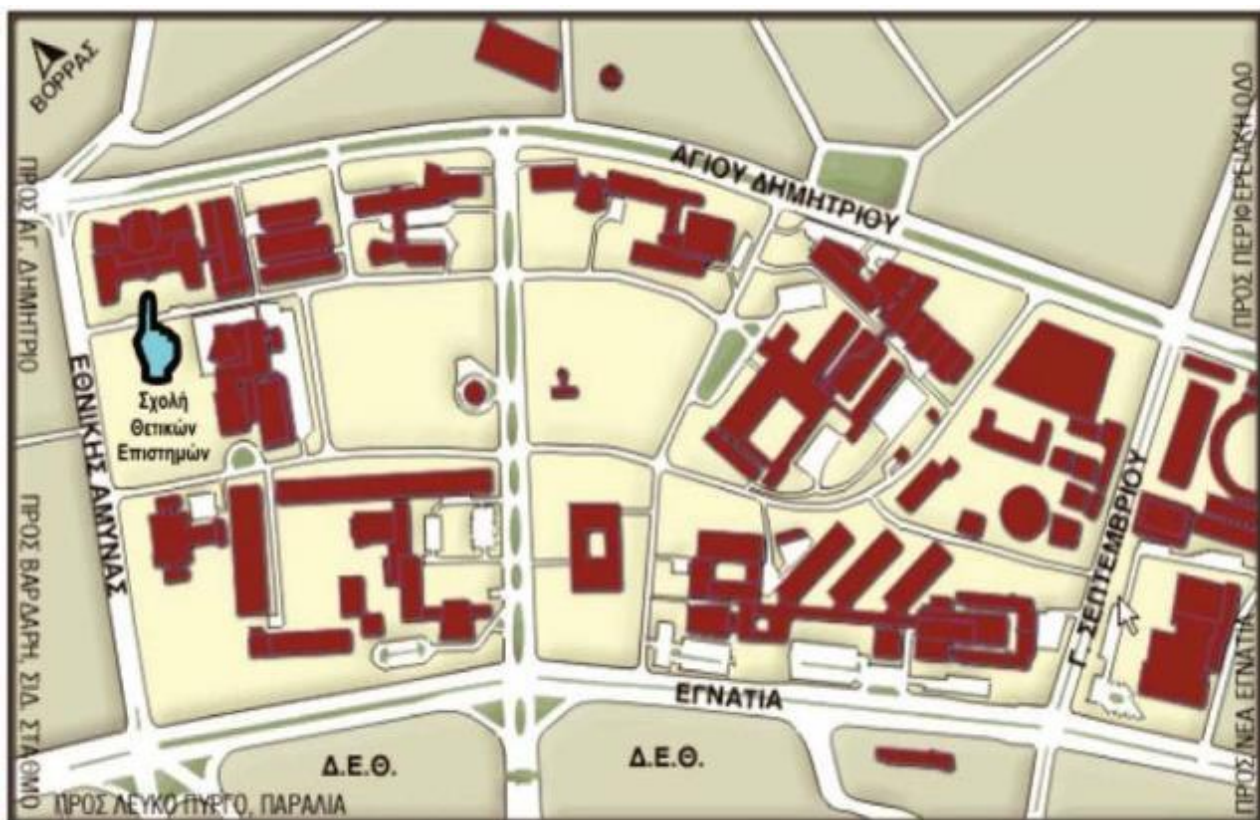 ΒΟΡΡΑΣ
ΠΡΟΣ ΑΓ. ΔΗΜΗΤΡΙΟ
ΑΓΙΟΥ ΔΗΜΗΤΡΙΟΥ
ΠΡΟΣ ΠΕΡΙΦΕΡΕΙΑΚΗ ΟΔΟ
ΕΘΝΙΚΗΣ ΑΜΥΝΑΣ
Σχολή
Θετικών
Επιστημών
ΠΡΟΣ ΒΑΡΔΑΡΗ, ΣΙΔ. ΣΤΑΘΜΟ
Γ. ΣΕΠΤΕΜΒΡΙΟΥ
ΠΡΟΣ ΝΕΑ ΕΓΝΑΤΙΑ
ΕΓΝΑΤΙΑ
Δ.Ε.Θ.
Δ.Ε.Θ.
ΠΡΟΣ ΛΕΥΚΟ ΠΥΡΓΟ, ΠΑΡΑΛΙΑ